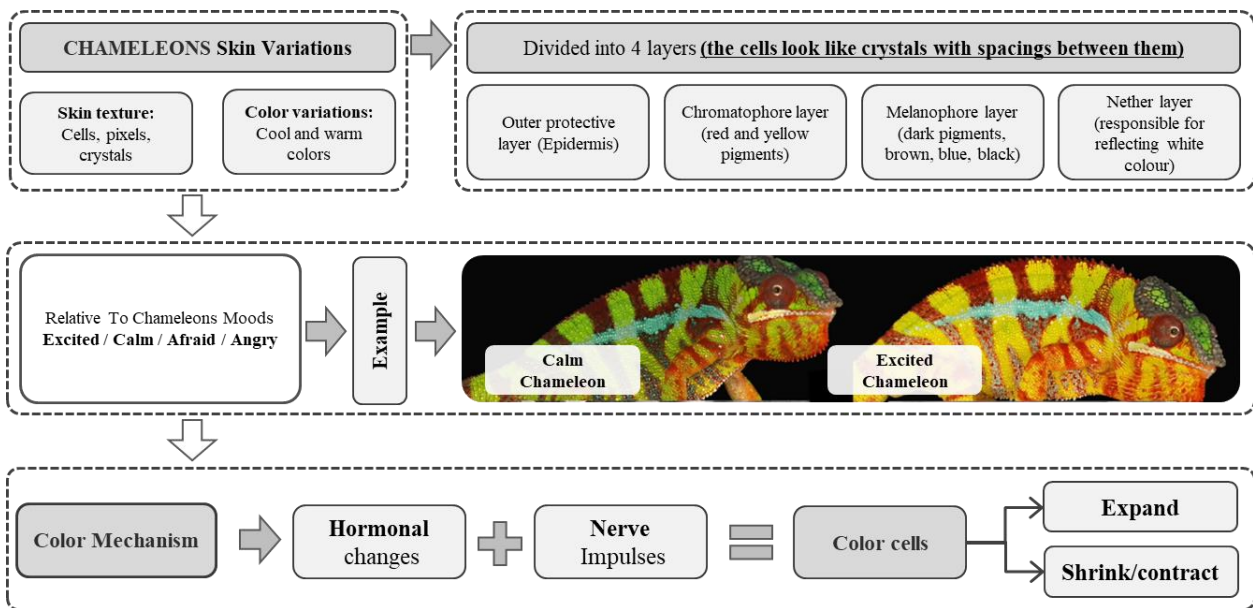 CHAMELEONS Skin Variations
Skin texture:
Cells, pixels,
crystals
Color variations:
Cool and warm
colors
Divided into 4 layers (the cells look like crystals with spacings between them)
Outer protective
layer (Epidermis)
Chromatophore layer
(red and yellow
pigments)
Melanophore layer
(dark pigments,
brown, blue, black)
Nether layer
(responsible for
reflecting white
colour)
Relative To Chameleons Moods
Excited / Calm / Afraid / Angry
Example
Calm
Chameleon
Excited
Chameleon
Color Mechanism
Hormonal
changes
Nerve
Impulses
Color cells
Expand
Shrink/contract